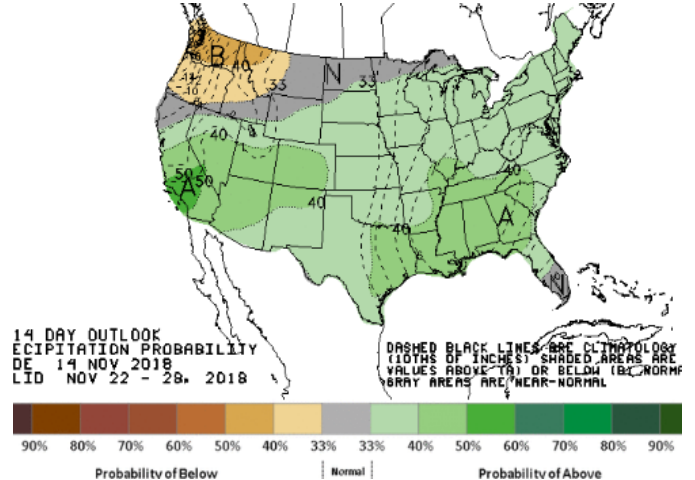 B
40
N
33
33
40
50
50
A
40
40
40
A
N
14 DAY OUTLOOK
ECIPITATION PROBABILITY
DE 14 NOV 2018
LID NOV 22 - 28, 2018
DASHED BLACK LINES ARE CLIMATOLOGY
(10THS OF INCHES) SHADED AREAS ARE
VALUES ABOVE (A) OR BELOW (B) NORMA
GRAY AREAS ARE NEAR-NORMAL
90% 80% 70% 60% 50% 40% 33% 33% 40% 50% 60% 70% 80% 90%
Probability of Below Normal Probability of Above